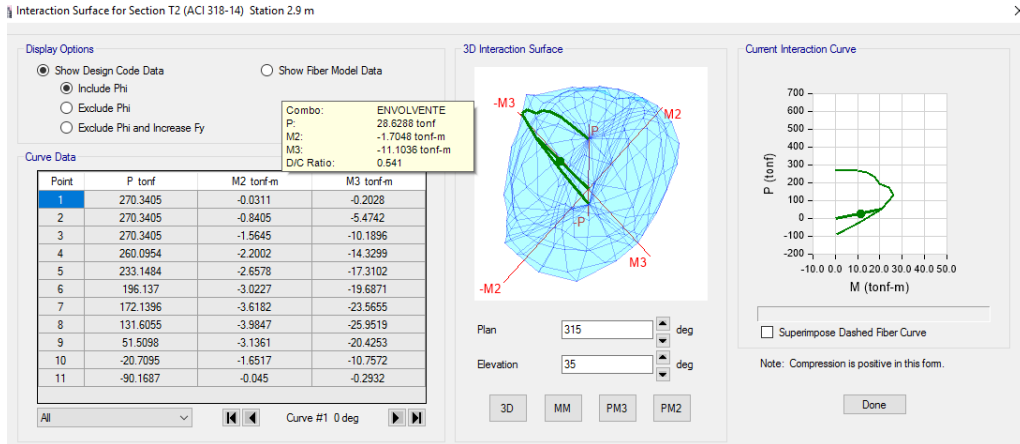 Interaction Surface for Section T2 (ACI 318-14) Station 2.9 m
Display Options
Show Design Code Data
Show Fiber Model Data
Include Phi
Exclude Phi
Exclude Phi and Increase Fy
Combo: ENVOLVENTE
P: 28.6288 tonf
M2: -1.7048 tonf-m
M3: -11.1036 tonf-m
D/C Ratio: 0.541
Curve Data
Point P tonf M2 tonf-m M3 tonf-m
1 270.3405 -0.0311 -0.2028
2 270.3405 -0.8405 -5.4742
3 270.3405 -1.5645 -10.1896
4 260.0954 -2.2002 -14.3299
5 233.1484 -2.6578 -17.3102
6 196.137 -3.0227 -19.6871
7 172.1396 -3.6182 -23.5655
8 131.6055 -3.9847 -25.9519
9 51.5098 -3.1361 -20.4253
10 -20.7095 -1.6517 -10.7572
11 -90.1687 -0.045 -0.2932
All
Curve #1 0 deg
3D Interaction Surface
-M3
M2
P
-P
M3
-M2
Plan 315 deg
Elevation 35 deg
3D MM PM3 PM2
Current Interaction Curve
700
600
500
400
300
200
100
0
-100
-200
P (tonf)
-10.0 0.0 10.0 20.0 30.0 40.0 50.0
M (tonf-m)
Superimpose Dashed Fiber Curve
Note: Compression is positive in this form.
Done